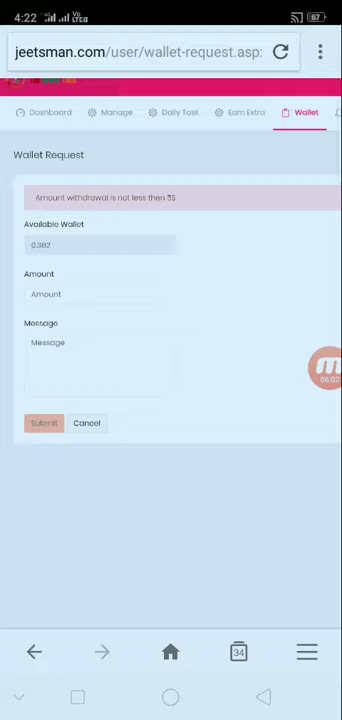 4:22
67
jeetsman.com/user/wallet-request.asp:
Dashboard Manage Daily Task Earn Extra Wallet
Wallet Request
Amount withdrawal is not less then 5$
Available Wallet
0.382
Amount
Amount
Message
Message
06:02
Submit Cancel
34